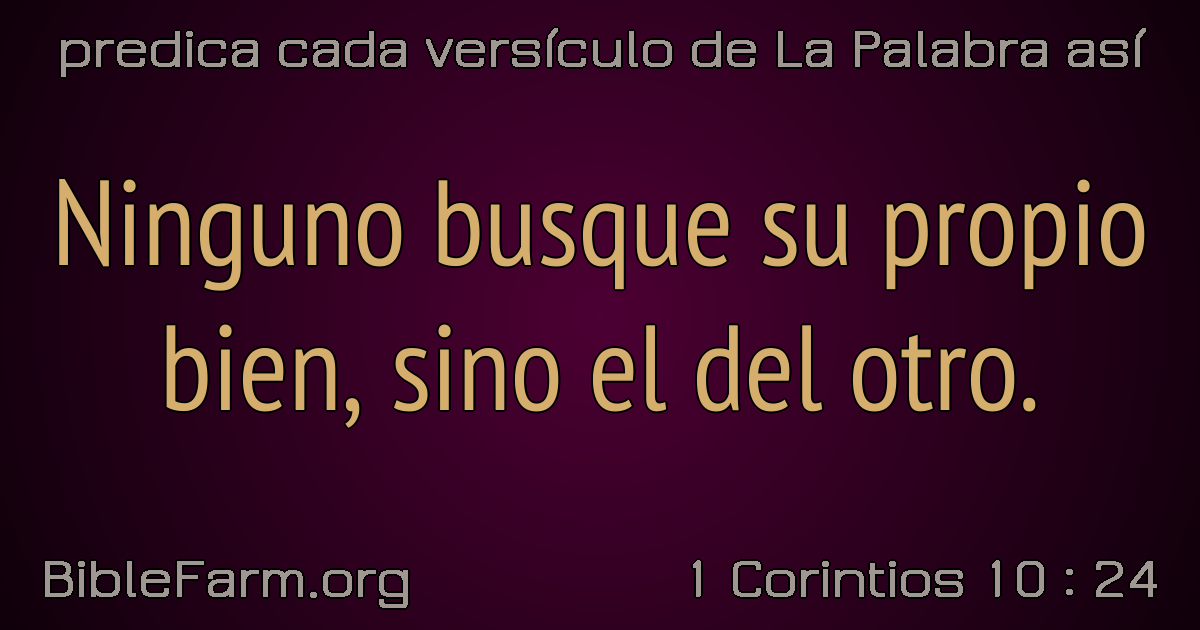 predica cada versículo de La Palabra así
Ninguno busque su propio
bien, sino el del otro.
BibleFarm.org
1 Corintios 10 : 24